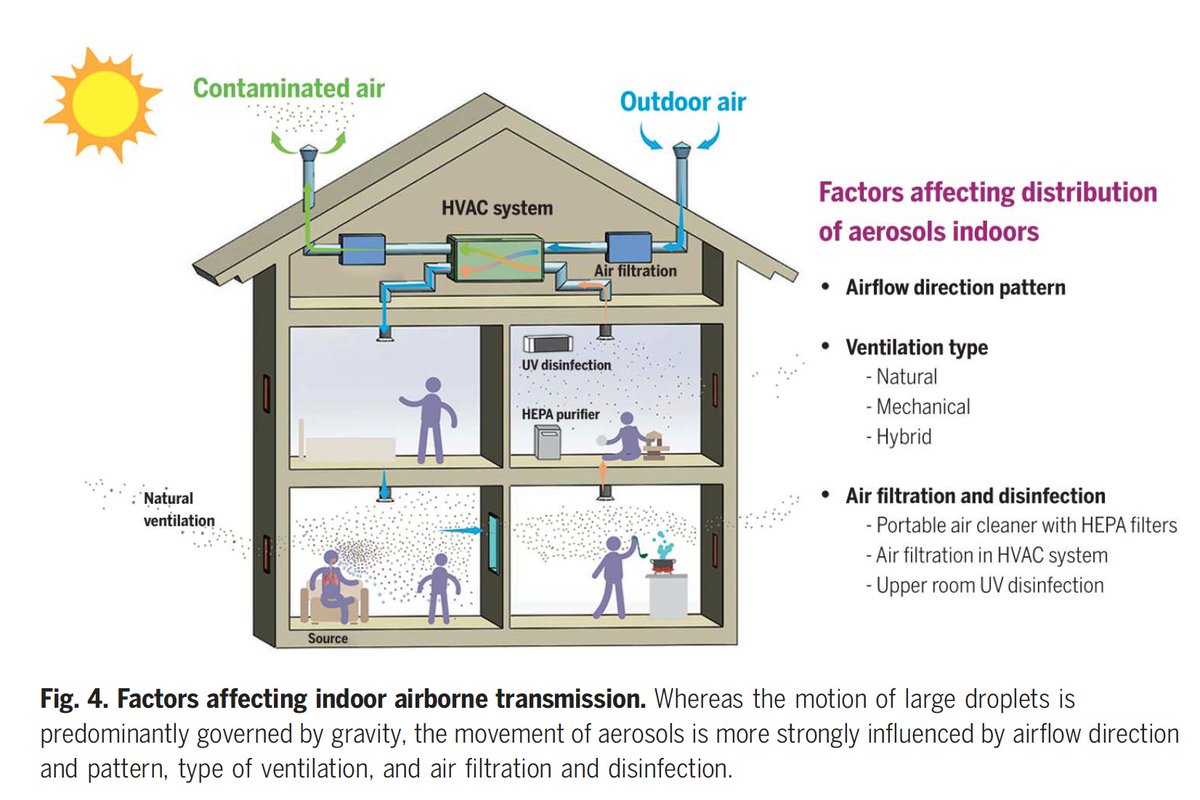 Contaminated air
Outdoor air
HVAC system
Air filtration
UV disinfection
HEPA purifier
Natural
ventilation
Source
Factors affecting distribution
of aerosols indoors
• Airflow direction pattern
• Ventilation type
- Natural
- Mechanical
- Hybrid
• Air filtration and disinfection
- Portable air cleaner with HEPA filters
- Air filtration in HVAC system
- Upper room UV disinfection
Fig. 4. Factors affecting indoor airborne transmission. Whereas the motion of large droplets is
predominantly governed by gravity, the movement of aerosols is more strongly influenced by airflow direction
and pattern, type of ventilation, and air filtration and disinfection.